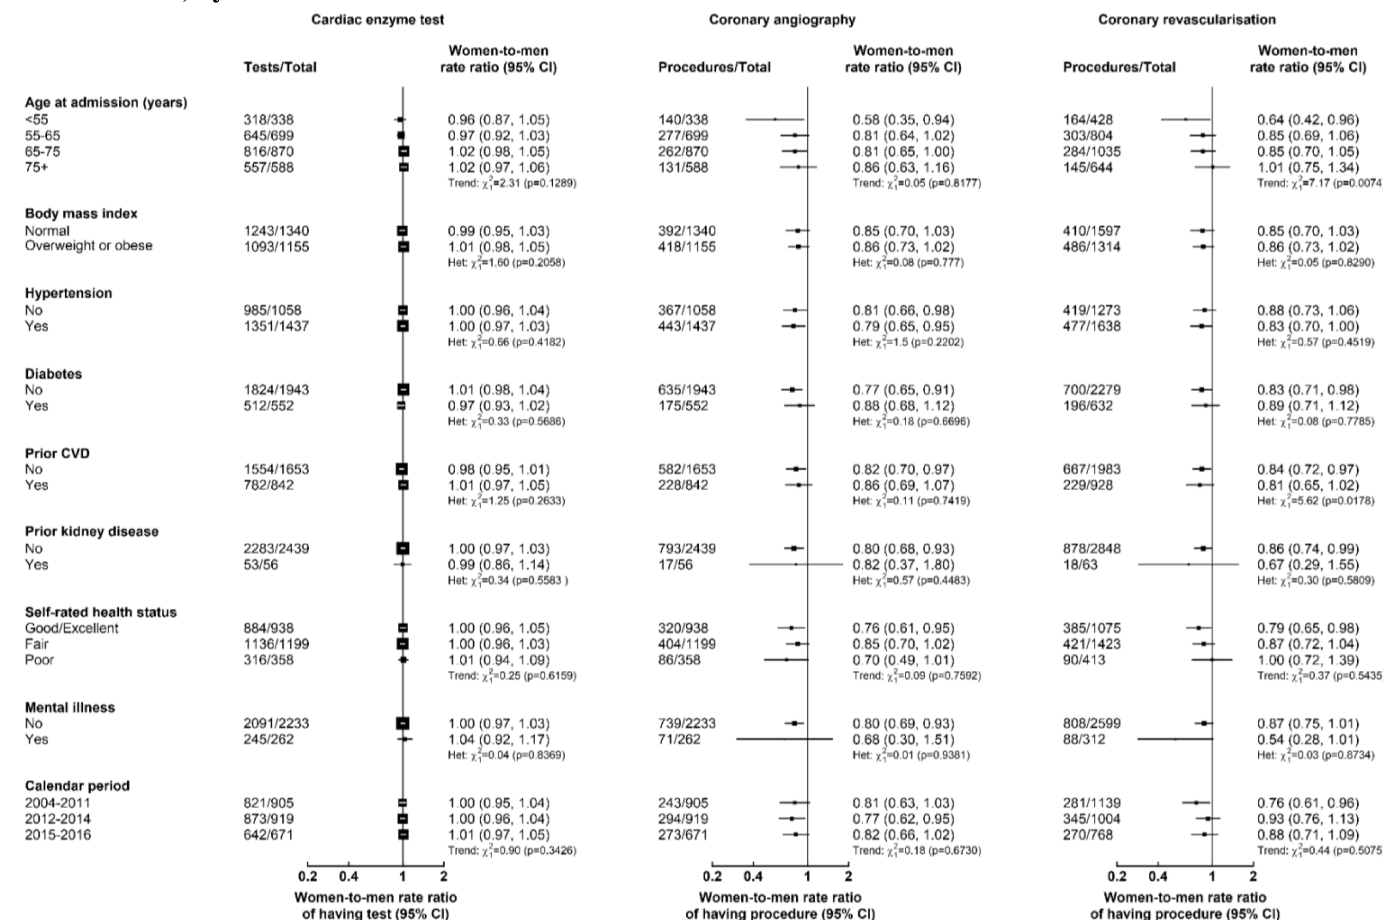 Cardiac enzyme test Coronary angiography Coronary revascularisation
Women-to-men Women-to-men Women-to-men
Tests/Total rate ratio (95% CI) Procedures/Total rate ratio (95% CI) Procedures/Total rate ratio (95% CI)
Age at admission (years)
<55 318/338 0.96 (0.87, 1.05) 140/338 0.58 (0.35, 0.94) 164/428 0.64 (0.42, 0.96)
55-65 645/699 0.97 (0.92, 1.03) 277/699 0.81 (0.64, 1.02) 303/804 0.85 (0.69, 1.06)
65-75 816/870 1.02 (0.98, 1.05) 262/870 0.81 (0.65, 1.00) 284/1035 0.85 (0.70, 1.05)
75+ 557/588 1.02 (0.97, 1.06) 131/588 0.86 (0.63, 1.16) 145/644 1.01 (0.75, 1.34)
Trend: χ²₁=2.31 (p=0.1289) Trend: χ²₁=0.05 (p=0.8177) Trend: χ²₁=7.17 (p=0.0074
Body mass index
Normal 1243/1340 0.99 (0.95, 1.03) 392/1340 0.85 (0.70, 1.03) 410/1597 0.85 (0.70, 1.03)
Overweight or obese 1093/1155 1.01 (0.98, 1.05) 418/1155 0.86 (0.73, 1.02) 486/1314 0.86 (0.73, 1.02)
Het: χ²₁=1.60 (p=0.2058) Het: χ²₁=0.08 (p=0.777) Het: χ²₁=0.05 (p=0.8290)
Hypertension
No 985/1058 1.00 (0.96, 1.04) 367/1058 0.81 (0.66, 0.98) 419/1273 0.88 (0.73, 1.06)
Yes 1351/1437 1.00 (0.97, 1.03) 443/1437 0.79 (0.65, 0.95) 477/1638 0.83 (0.70, 1.00)
Het: χ²₁=0.66 (p=0.4182) Het: χ²₁=1.5 (p=0.2202) Het: χ²₁=0.57 (p=0.4519)
Diabetes
No 1824/1943 1.01 (0.98, 1.04) 635/1943 0.77 (0.65, 0.91) 700/2279 0.83 (0.71, 0.98)
Yes 512/552 0.97 (0.93, 1.02) 175/552 0.88 (0.68, 1.12) 196/632 0.89 (0.71, 1.12)
Het: χ²₁=0.33 (p=0.5686) Het: χ²₁=0.18 (p=0.6696) Het: χ²₁=0.08 (p=0.7785)
Prior CVD
No 1554/1653 0.98 (0.95, 1.01) 582/1653 0.82 (0.70, 0.97) 667/1983 0.84 (0.72, 0.97)
Yes 782/842 1.01 (0.97, 1.05) 228/842 0.86 (0.69, 1.07) 229/928 0.81 (0.65, 1.02)
Het: χ²₁=1.25 (p=0.2633) Het: χ²₁=0.11 (p=0.7419) Het: χ²₁=5.62 (p=0.0178)
Prior kidney disease
No 2283/2439 1.00 (0.97, 1.03) 793/2439 0.80 (0.68, 0.93) 878/2848 0.86 (0.74, 0.99)
Yes 53/56 0.99 (0.86, 1.14) 17/56 0.82 (0.37, 1.80) 18/63 0.67 (0.29, 1.55)
Het: χ²₁=0.34 (p=0.5583 ) Het: χ²₁=0.57 (p=0.4483) Het: χ²₁=0.30 (p=0.5809)
Self-rated health status
Good/Excellent 884/938 1.00 (0.96, 1.05) 320/938 0.76 (0.61, 0.95) 385/1075 0.79 (0.65, 0.98)
Fair 1136/1199 1.00 (0.96, 1.03) 404/1199 0.85 (0.70, 1.02) 421/1423 0.87 (0.72, 1.04)
Poor 316/358 1.01 (0.94, 1.09) 86/358 0.70 (0.49, 1.01) 90/413 1.00 (0.72, 1.39)
Trend: χ²₁=0.25 (p=0.6159) Trend: χ²₁=0.09 (p=0.7592) Trend: χ²₁=0.37 (p=0.5435
Mental illness
No 2091/2233 1.00 (0.97, 1.03) 739/2233 0.80 (0.69, 0.93) 808/2599 0.87 (0.75, 1.01)
Yes 245/262 1.04 (0.92, 1.17) 71/262 0.68 (0.30, 1.51) 88/312 0.54 (0.28, 1.01)
Het: χ²₁=0.04 (p=0.8369) Het: χ²₁=0.01 (p=0.9381) Het: χ²₁=0.03 (p=0.8734)
Calendar period
2004-2011 821/905 1.00 (0.95, 1.04) 243/905 0.81 (0.63, 1.03) 281/1139 0.76 (0.61, 0.96)
2012-2014 873/919 1.00 (0.96, 1.04) 294/919 0.77 (0.62, 0.95) 345/1004 0.93 (0.76, 1.13)
2015-2016 642/671 1.01 (0.97, 1.05) 273/671 0.82 (0.66, 1.02) 270/768 0.88 (0.71, 1.09)
Trend: χ²₁=0.90 (p=0.3426) Trend: χ²₁=0.18 (p=0.6730) Trend: χ²₁=0.44 (p=0.5075
0.2 0.4 1 2 0.2 0.4 1 2 0.2 0.4 1 2
Women-to-men rate ratio Women-to-men rate ratio Women-to-men rate ratio
of having test (95% CI) of having procedure (95% CI) of having procedure (95% CI)